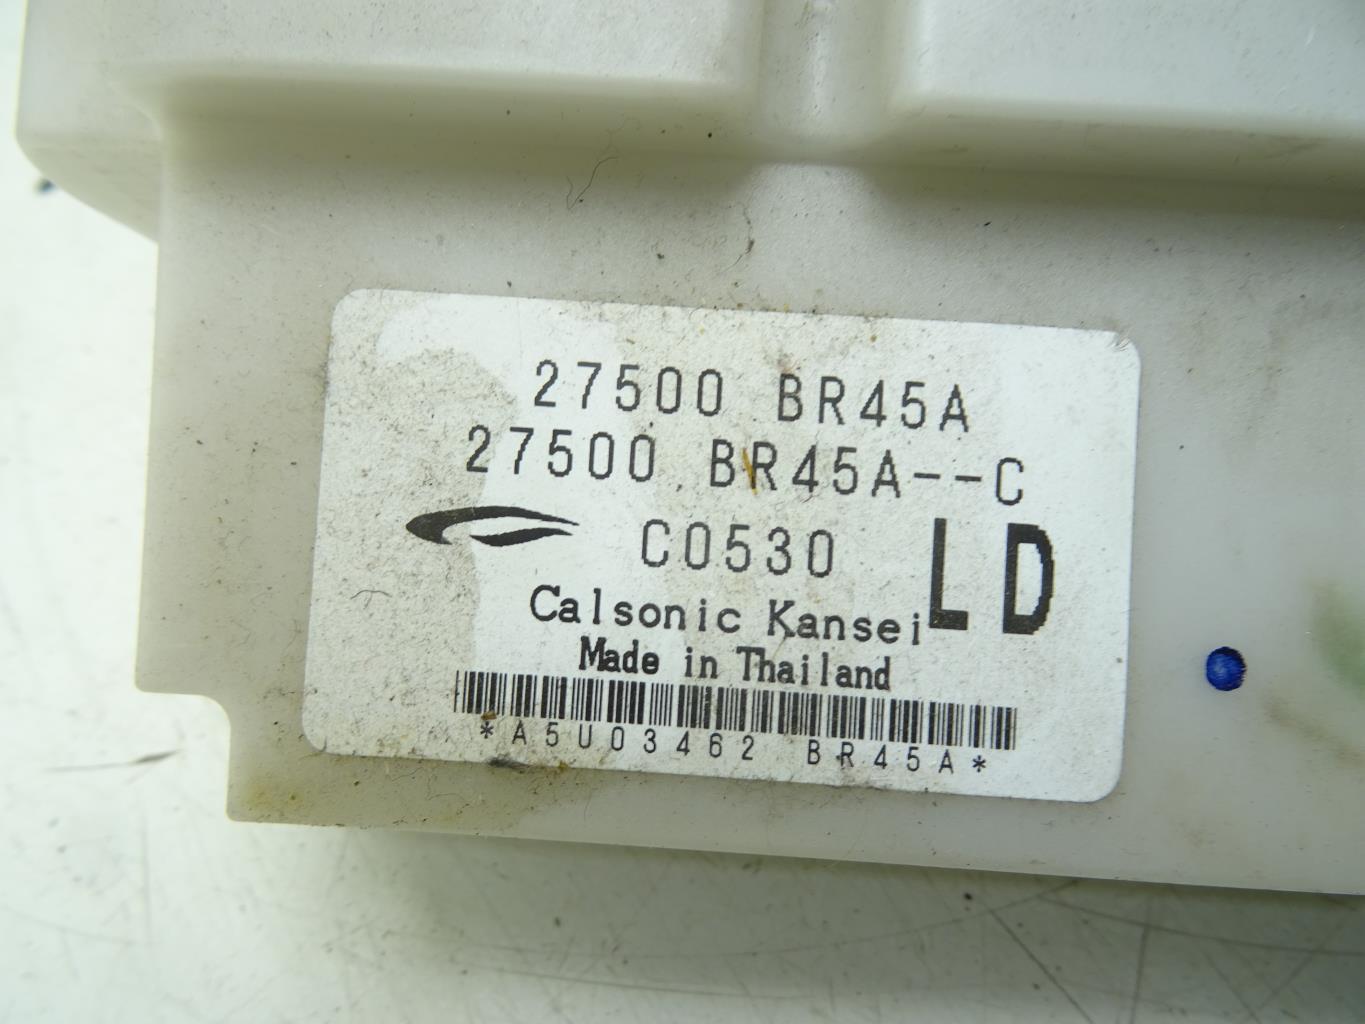 27500 BR45A
27500 BR45A--C
C0530 LD
Calsonic Kansei
Made in Thailand
*A5U03462 BR45A*